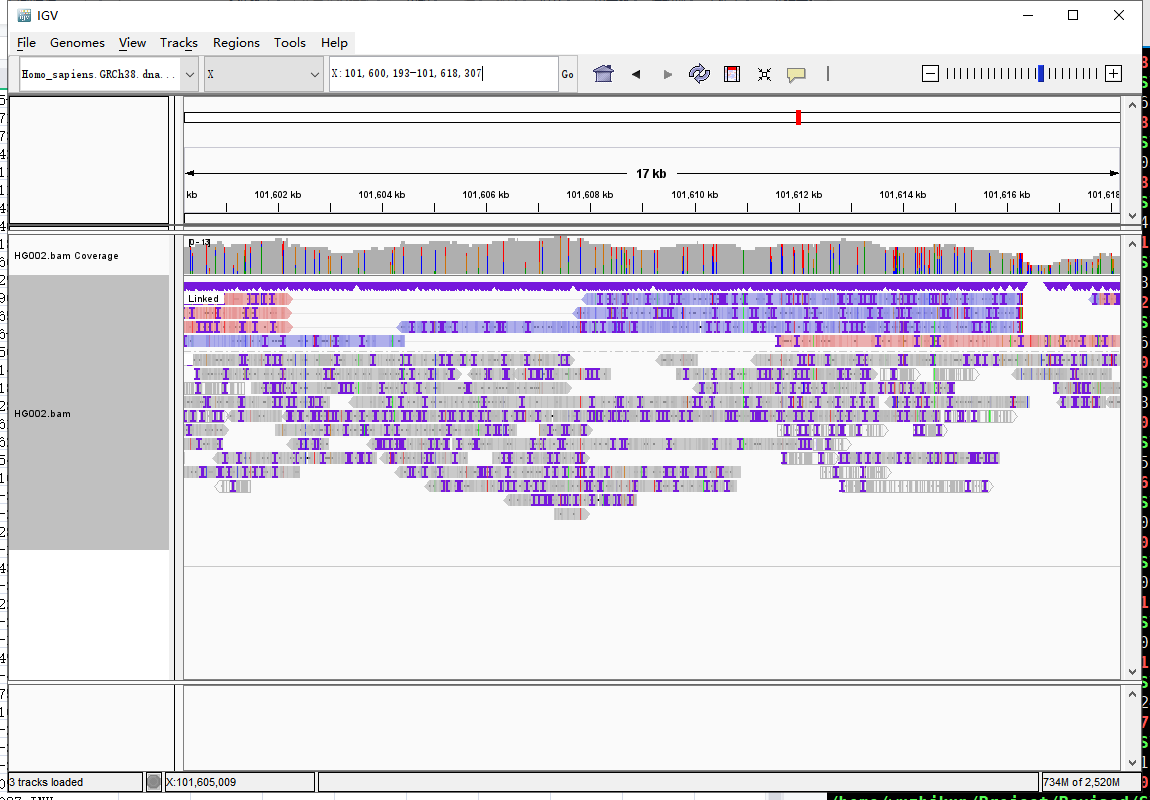 IGV
File Genomes View Tracks Regions Tools Help
Homo_sapiens.GRCh38.dna... X X:101,600,193-101,618,307 Go
17 kb
kb 101,602 kb 101,604 kb 101,606 kb 101,608 kb 101,610 kb 101,612 kb 101,614 kb 101,616 kb 101,618
HG002.bam Coverage
Linked
HG002.bam
3 tracks loaded X:101,605,009 734M of 2,520M